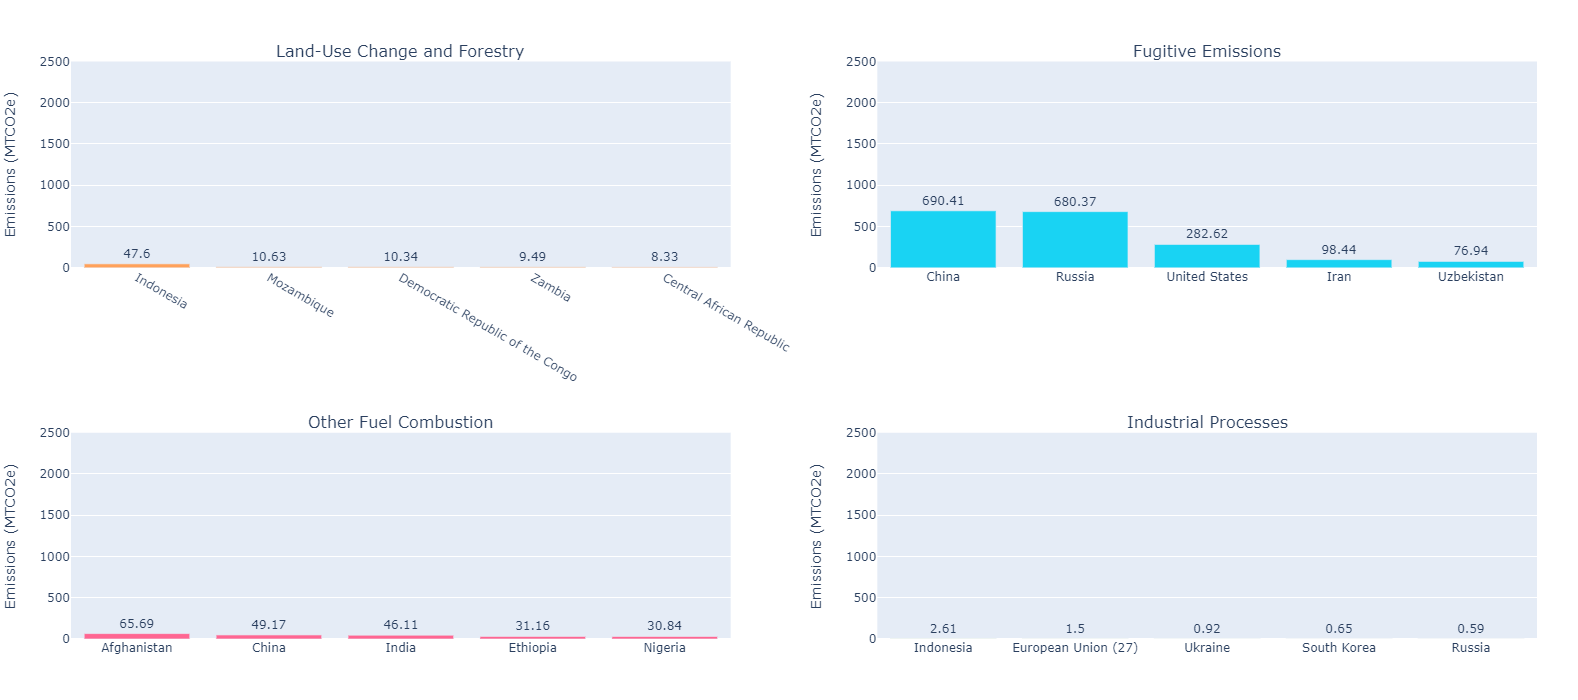 Land-Use Change and Forestry
Emissions (MTCO2e)
2500
2000
1500
1000
500
0
47.6
10.63
10.34
9.49
8.33
Indonesia
Mozambique
Democratic Republic of the Congo
Zambia
Central African Republic
Fugitive Emissions
Emissions (MTCO2e)
2500
2000
1500
1000
500
0
690.41
680.37
282.62
98.44
76.94
China
Russia
United States
Iran
Uzbekistan
Other Fuel Combustion
Emissions (MTCO2e)
2500
2000
1500
1000
500
0
65.69
49.17
46.11
31.16
30.84
Afghanistan
China
India
Ethiopia
Nigeria
Industrial Processes
Emissions (MTCO2e)
2500
2000
1500
1000
500
0
2.61
1.5
0.92
0.65
0.59
Indonesia
European Union (27)
Ukraine
South Korea
Russia